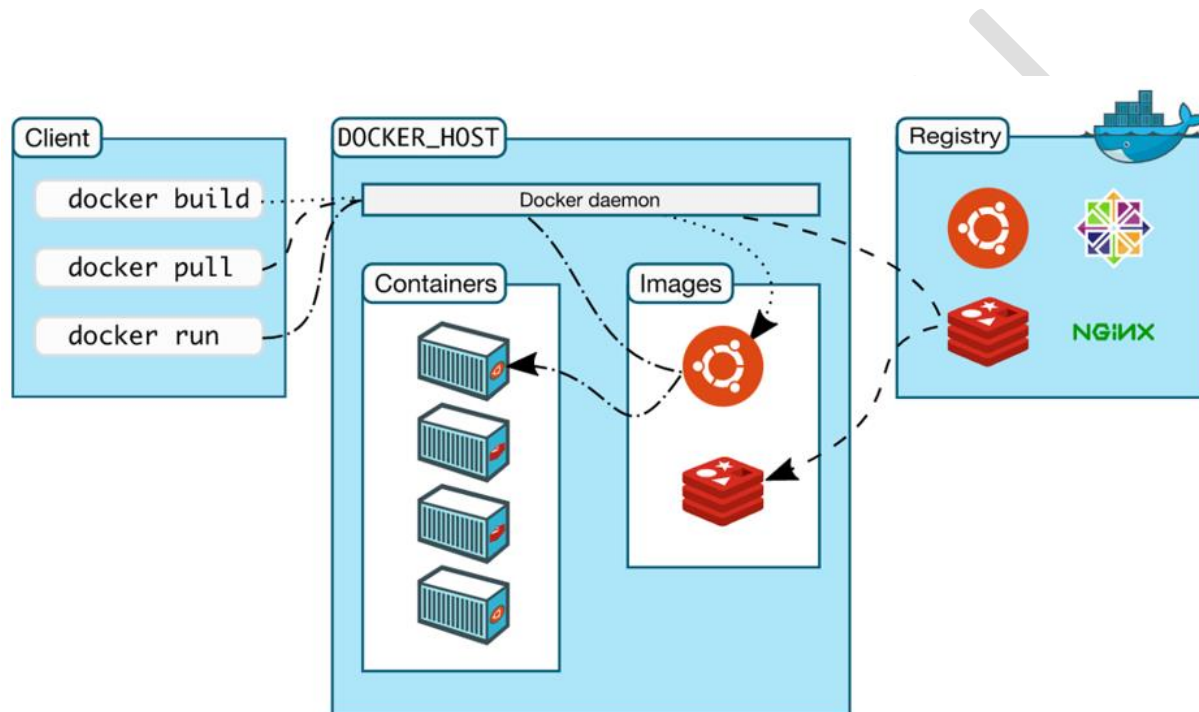 Client
docker build
docker pull
docker run
DOCKER_HOST
Docker daemon
Containers
Images
Registry
NGiNX